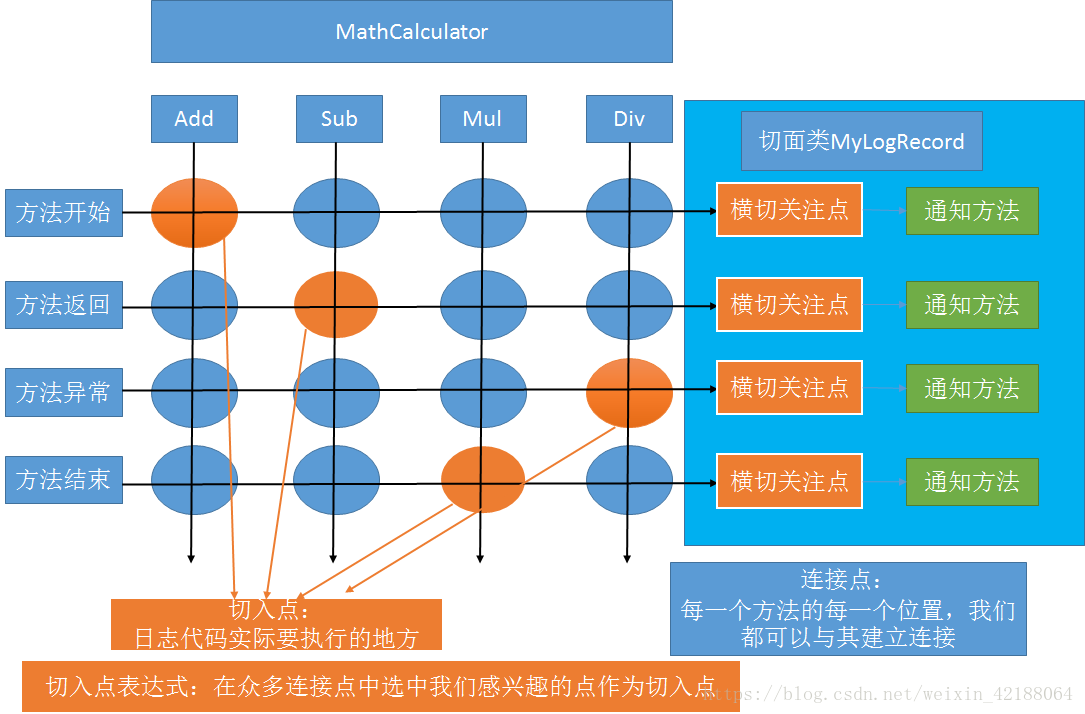 MathCalculator
Add
Sub
Mul
Div
切面类MyLogRecord
方法开始
横切关注点
通知方法
方法返回
横切关注点
通知方法
方法异常
横切关注点
通知方法
方法结束
横切关注点
通知方法
切入点：
日志代码实际要执行的地方
连接点：
每一个方法的每一个位置，我们
都可以与其建立连接
切入点表达式：在众多连接点中选中我们感兴趣的点作为切入点
https://blog.csdn.net/weixin_42188064